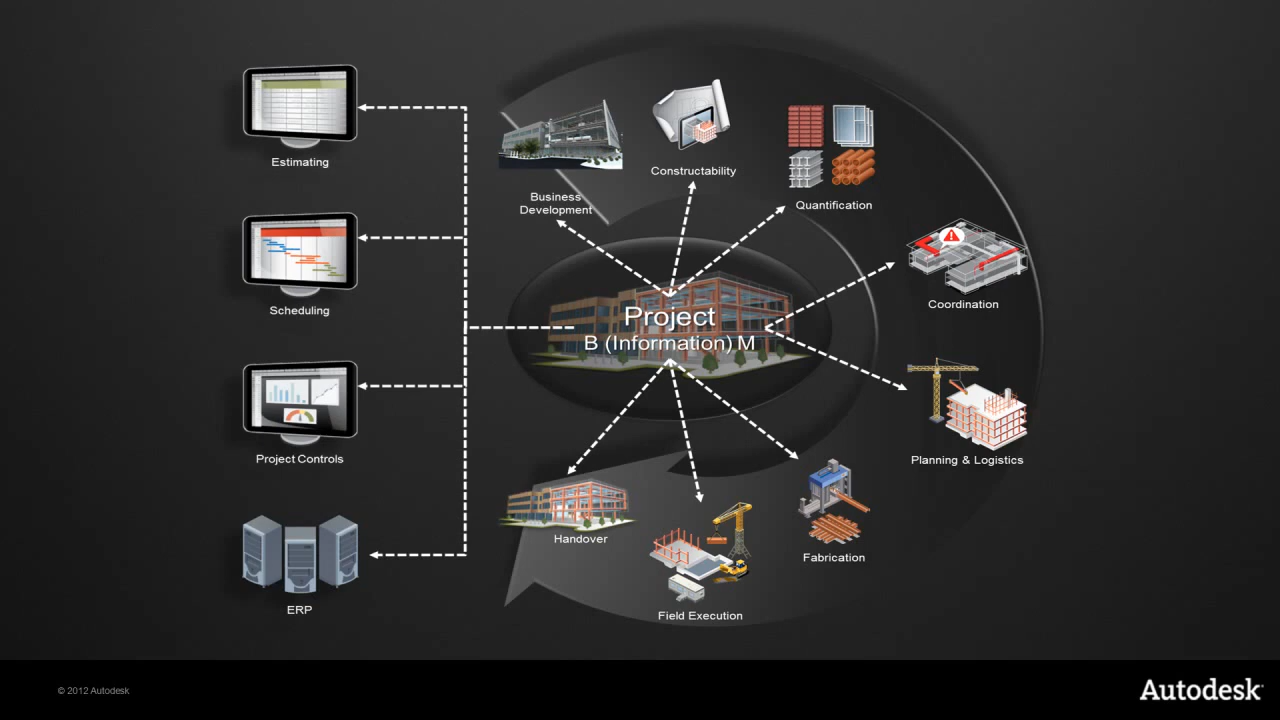 Estimating
Scheduling
Project Controls
ERP
Business
Development
Constructability
Quantification
Coordination
Planning & Logistics
Fabrication
Field Execution
Handover
Project
B (Information) M
© 2012 Autodesk
Autodesk